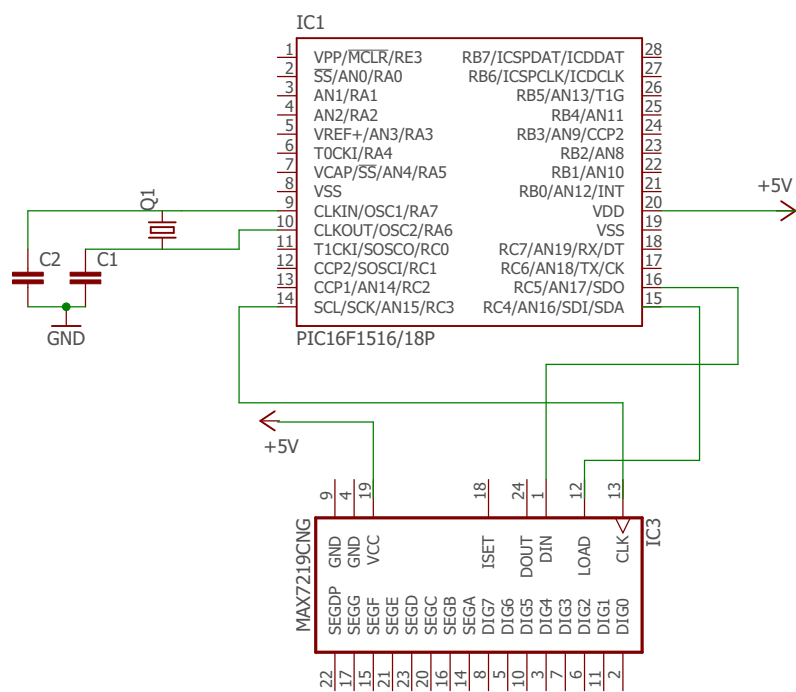 IC1
1 VPP/MCLR/RE3 RB7/ICSPDAT/ICDDAT 28
2 SS/AN0/RA0 RB6/ICSPCLK/ICDCLK 27
3 AN1/RA1 RB5/AN13/T1G 26
4 AN2/RA2 RB4/AN11 25
5 VREF+/AN3/RA3 RB3/AN9/CCP2 24
6 T0CKI/RA4 RB2/AN8 23
7 VCAP/SS/AN4/RA5 RB1/AN10 22
8 VSS RB0/AN12/INT 21
9 CLKIN/OSC1/RA7 VDD 20
10 CLKOUT/OSC2/RA6 VSS 19
11 T1CKI/SOSCO/RC0 RC7/AN19/RX/DT 18
12 CCP2/SOSCI/RC1 RC6/AN18/TX/CK 17
13 CCP1/AN14/RC2 RC5/AN17/SDO 16
14 SCL/SCK/AN15/RC3 RC4/AN16/SDI/SDA 15
PIC16F1516/18P
Q1
+5V
C2 C1
GND
+5V
9 4 19 18 24 1 12 13
GND GND VCC ISET DOUT DIN LOAD CLK
MAX7219CNG
IC3
SEGDP SEGG SEGF SEGE SEGD SEGC SEGB SEGA DIG7 DIG6 DIG5 DIG4 DIG3 DIG2 DIG1 DIG0
22 17 15 21 23 20 16 14 8 5 10 3 7 6 11 2